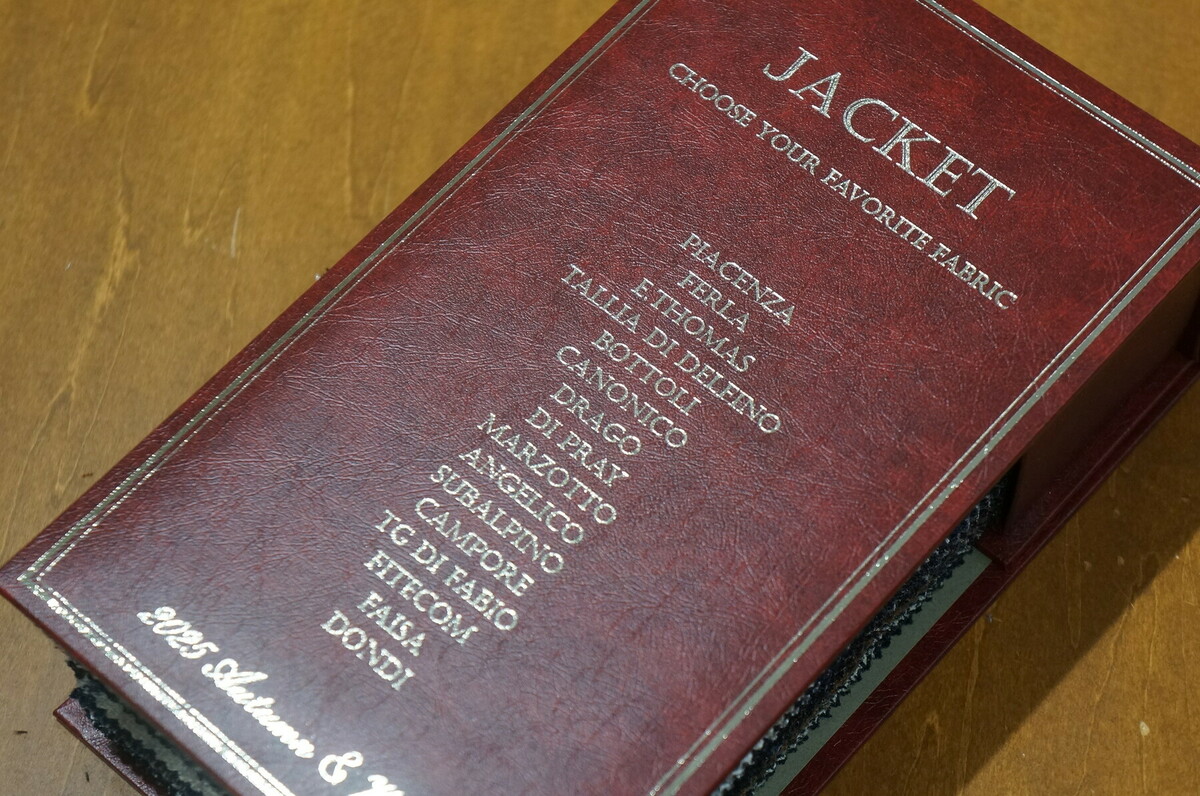 JACKET
CHOOSE YOUR FAVORITE FABRIC
PIACENZA
FERLA
E.THOMAS
TALLIA DI DELFINO
BOTTOLI
CANONICO
DRAGO
DI PRAY
MARZOTTO
ANGELICO
SUBALPINO
CAMPORE
TG DI FABIO
FITECOM
FAISA
DONDI
2025 Autumn &